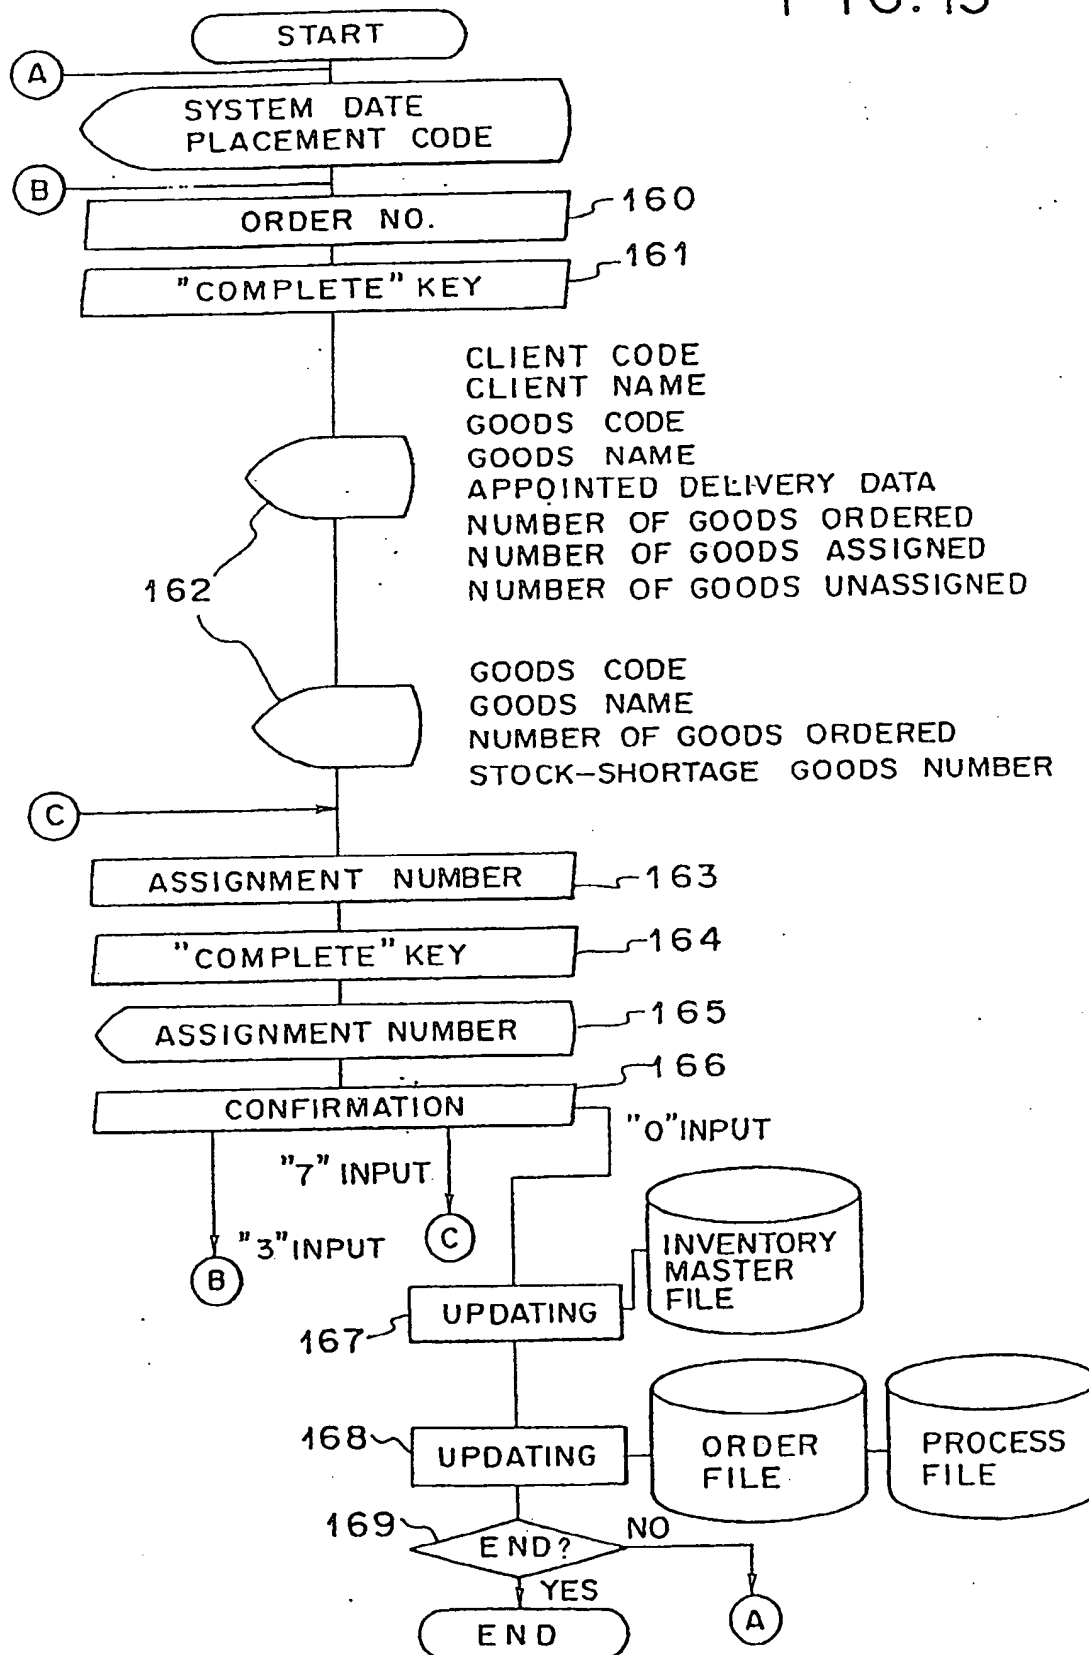 FIG.
START
A
SYSTEM DATE
PLACEMENT CODE
B
ORDER NO.
160
"COMPLETE" KEY
161
CLIENT CODE
CLIENT NAME
GOODS CODE
GOODS NAME
APPOINTED DELIVERY DATA
NUMBER OF GOODS ORDERED
NUMBER OF GOODS ASSIGNED
NUMBER OF GOODS UNASSIGNED
162
GOODS CODE
GOODS NAME
NUMBER OF GOODS ORDERED
STOCK-SHORTAGE GOODS NUMBER
C
ASSIGNMENT NUMBER
163
"COMPLETE" KEY
164
ASSIGNMENT NUMBER
165
CONFIRMATION
166
"0" INPUT
"7" INPUT
C
"3" INPUT
B
INVENTORY
MASTER
FILE
UPDATING
167
168
UPDATING
ORDER
FILE
PROCESS
FILE
169
END?
NO
YES
A
END